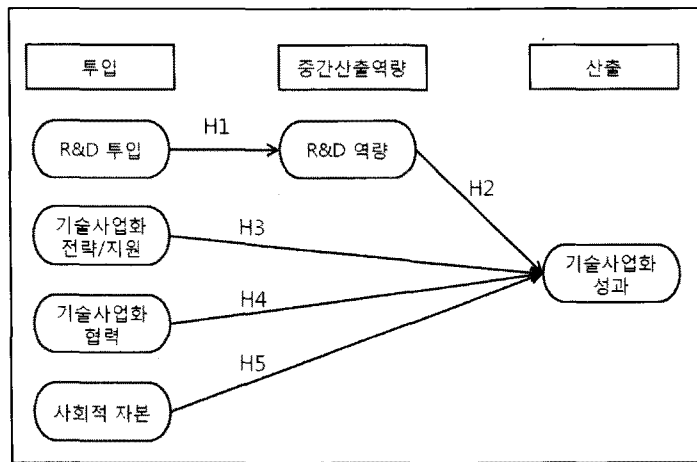 투입
중간산출역량
산출
H1
R&D 투입
R&D 역량
H2
기술사업화
전략/지원
H3
기술사업화
성과
H4
기술사업화
협력
H5
사회적 자본